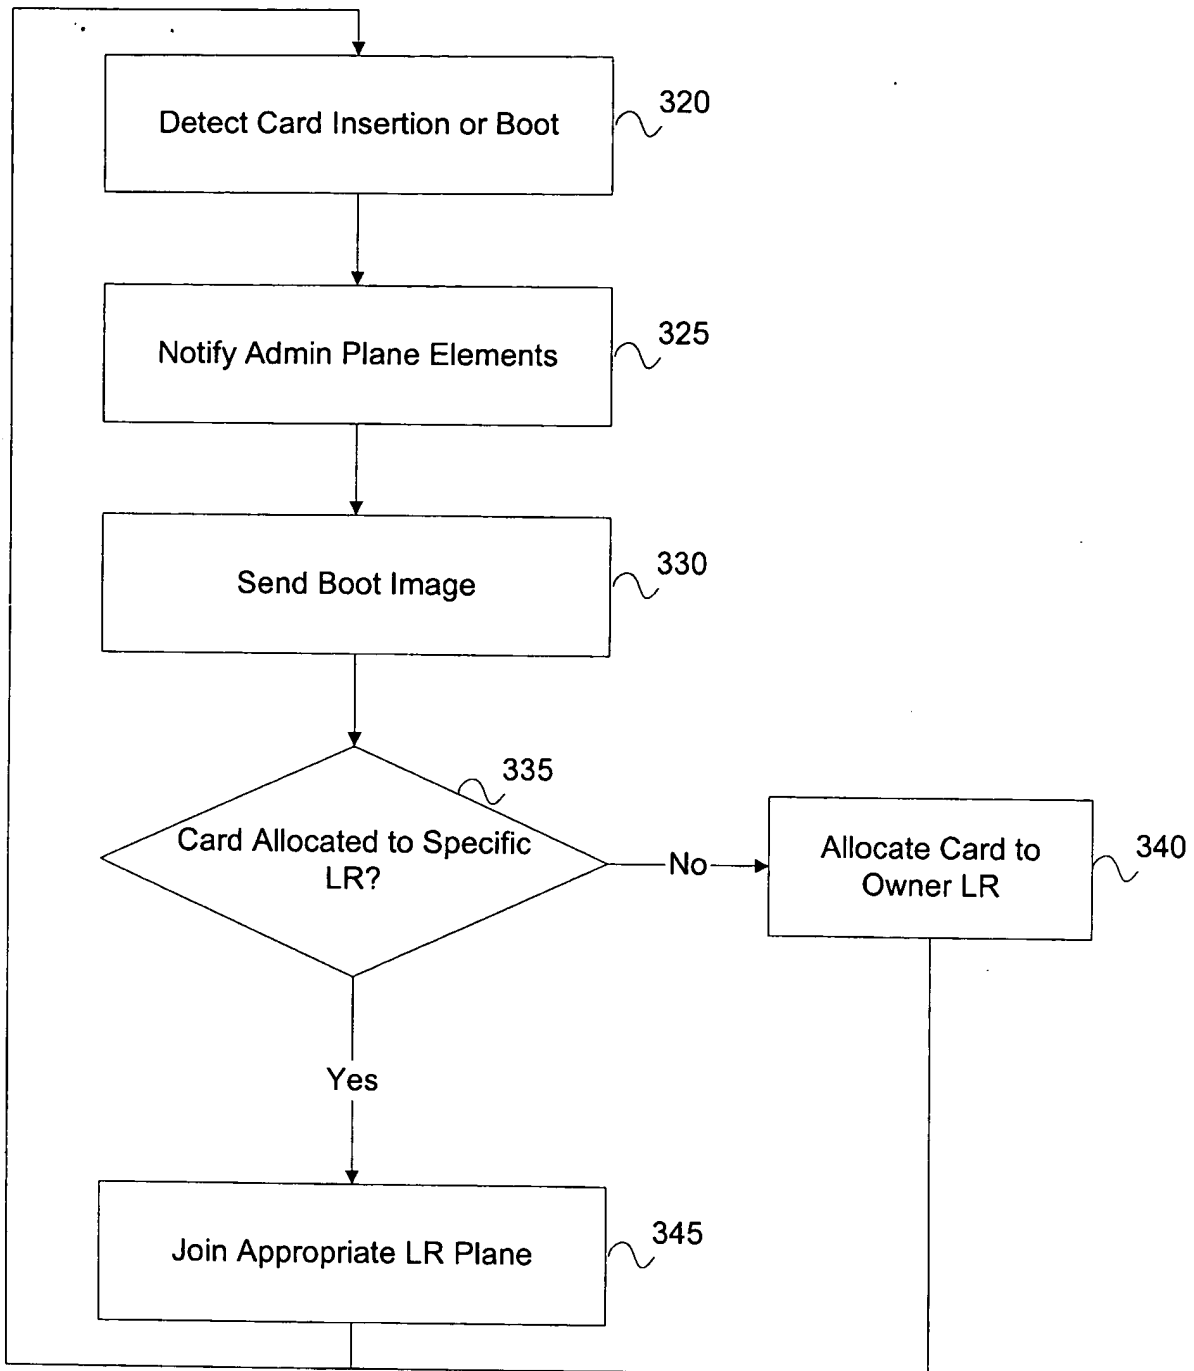 Detect Card Insertion or Boot
320
Notify Admin Plane Elements
325
Send Boot Image
330
335
Card Allocated to Specific
LR?
No
Allocate Card to
Owner LR
340
Yes
Join Appropriate LR Plane
345